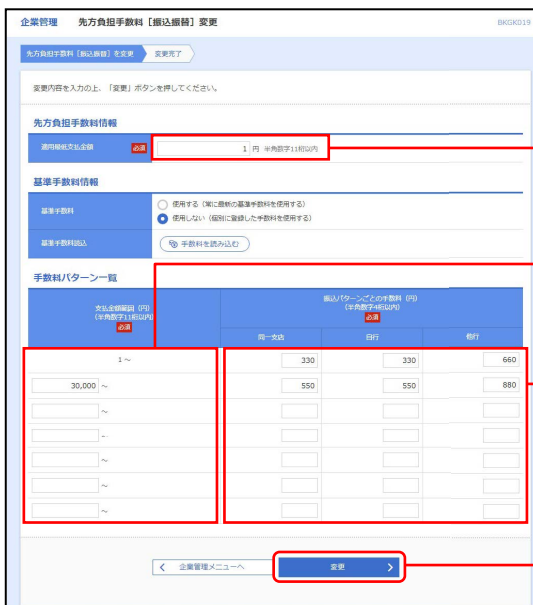 企業管理 先方負担手数料［振込振替］変更 BKGK019
先方負担手数料［振込振替］を変更 変更完了
変更内容を入力の上、「変更」ボタンを押してください。
先方負担手数料情報
適用最低支払金額 必須 1 円 半角数字11桁以内
基準手数料情報
基準手数料 使用する（常に最新の基準手数料を使用する）
使用しない（個別に登録した手数料を使用する）
基準手数料読込 手数料を読み込む
手数料パターン一覧
支払金額範囲（円）
（半角数字11桁以内）
必須
振込パターンごとの手数料（円）
（半角数字4桁以内）
必須
同一支店 自行 他行
1 ～ 330 330 660
30,000 ～ 550 550 880
～
～
～
～
～
企業管理メニューへ 変更